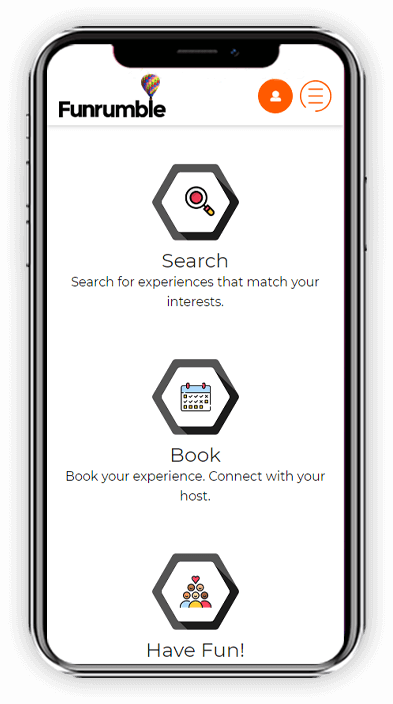 Funrumble
Search
Search for experiences that match your
interests.
Book
Book your experience. Connect with your
host.
Have Fun!